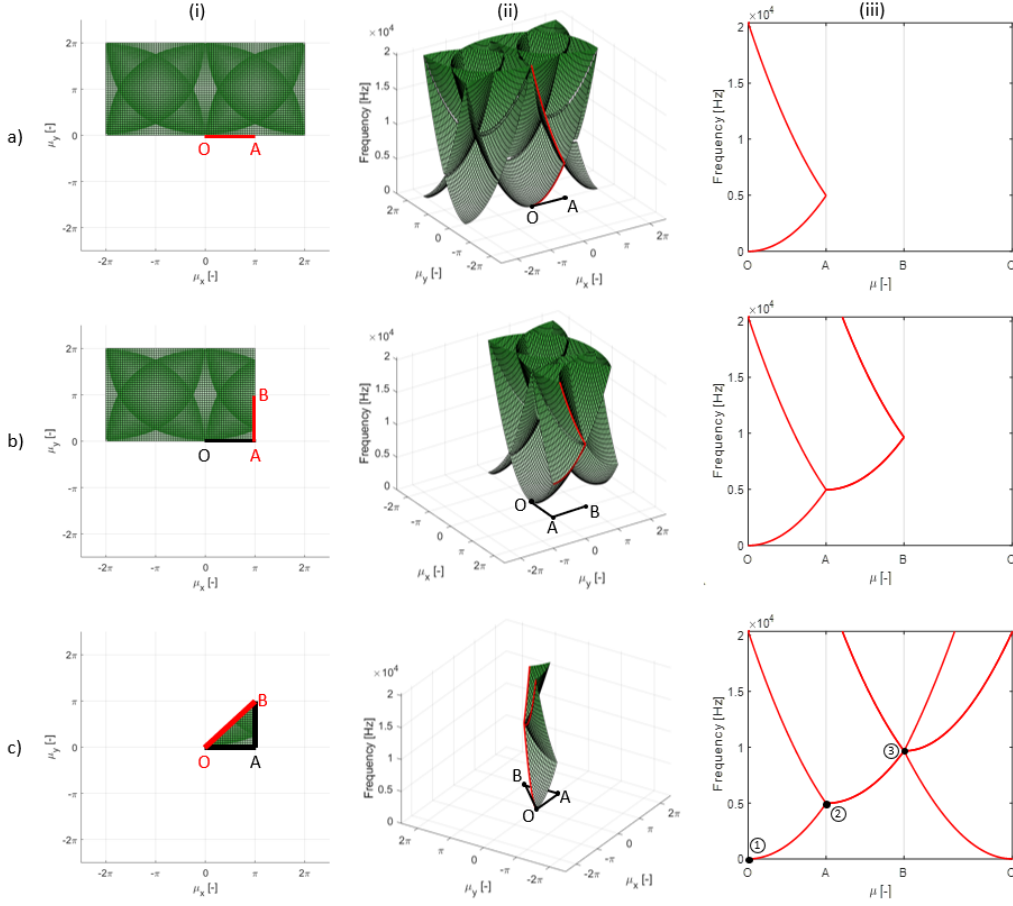 (i)
(ii)
(iii)
a)
2π
π
0
-π
-2π
μy [-]
-2π
-π
0
π
2π
μx [-]
O
A
×10⁴
2
1.5
1
0.5
0
Frequency [Hz]
2π
π
0
-π
-2π
μy [-]
-2π
-π
0
π
2π
μx [-]
O
A
×10⁴
2
1.5
1
0.5
0
Frequency [Hz]
O
A
B
O
μ [-]
b)
2π
π
0
-π
-2π
μy [-]
-2π
-π
0
π
2π
μx [-]
O
A
B
×10⁴
2
1.5
1
0.5
0
Frequency [Hz]
-2π
-π
0
π
2π
μx [-]
-2π
-π
0
π
2π
μy [-]
O
A
B
×10⁴
2
1.5
1
0.5
0
Frequency [Hz]
O
A
B
O
μ [-]
c)
2π
π
0
-π
-2π
μy [-]
-2π
-π
0
π
2π
μx [-]
O
A
B
×10⁴
2
1.5
1
0.5
0
Frequency [Hz]
2π
π
0
-π
-2π
μy [-]
2π
π
0
-π
-2π
μx [-]
B
A
O
×10⁴
2
1.5
1
0.5
0
Frequency [Hz]
1
2
3
O
A
B
O
μ [-]